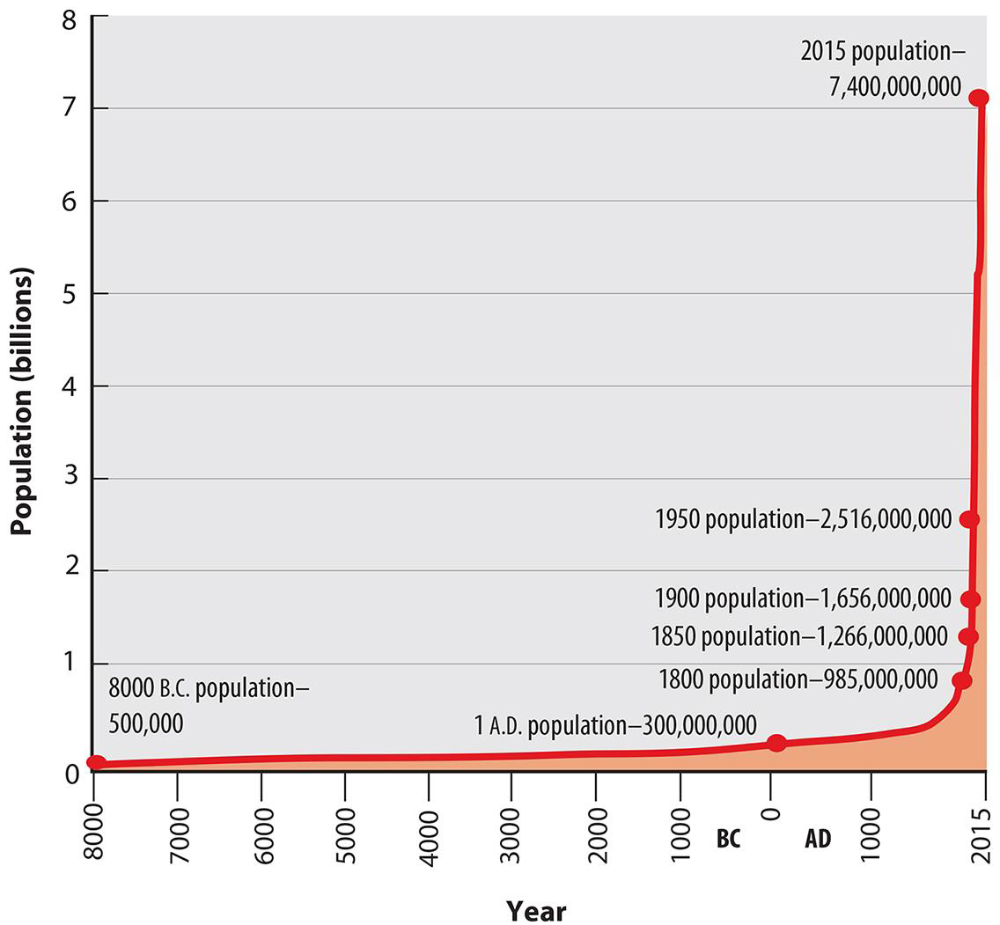 8
7
6
5
4
3
2
1
0
Population (billions)
2015 population–
7,400,000,000
1950 population–2,516,000,000
1900 population–1,656,000,000
1850 population–1,266,000,000
1800 population–985,000,000
8000 B.C. population–
500,000
1 A.D. population–300,000,000
8000
7000
6000
5000
4000
3000
2000
1000
0
1000
2015
BC
AD
Year